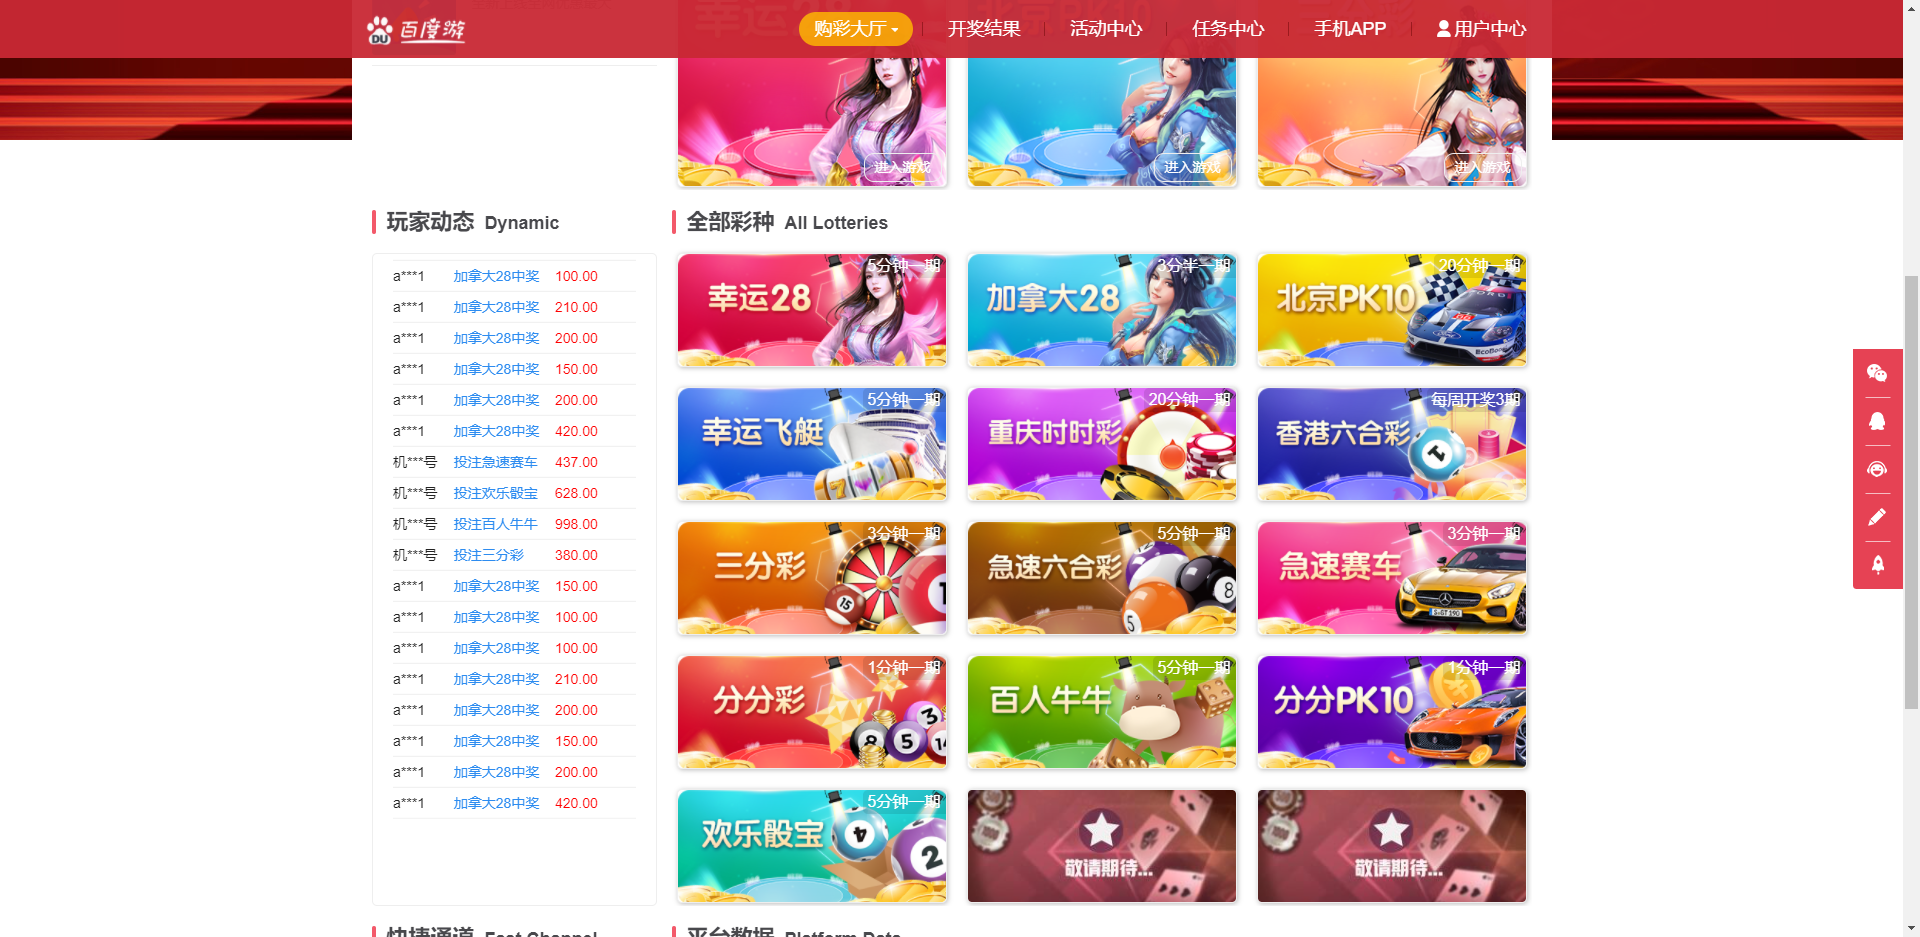 百度游
购彩大厅
开奖结果
活动中心
任务中心
手机APP
用户中心
进入游戏
进入游戏
进入游戏
玩家动态 Dynamic
a***1 加拿大28中奖 100.00
a***1 加拿大28中奖 210.00
a***1 加拿大28中奖 200.00
a***1 加拿大28中奖 150.00
a***1 加拿大28中奖 200.00
a***1 加拿大28中奖 420.00
机***号 投注急速赛车 437.00
机***号 投注欢乐骰宝 628.00
机***号 投注百人牛牛 998.00
机***号 投注三分彩 380.00
a***1 加拿大28中奖 150.00
a***1 加拿大28中奖 100.00
a***1 加拿大28中奖 100.00
a***1 加拿大28中奖 210.00
a***1 加拿大28中奖 200.00
a***1 加拿大28中奖 150.00
a***1 加拿大28中奖 200.00
a***1 加拿大28中奖 420.00
全部彩种 All Lotteries
5分钟一期
幸运28
3分半一期
加拿大28
20分钟一期
北京PK10
5分钟一期
幸运飞艇
20分钟一期
重庆时时彩
每周开奖3期
香港六合彩
3分钟一期
三分彩
5分钟一期
急速六合彩
3分钟一期
急速赛车
1分钟一期
分分彩
5分钟一期
百人牛牛
1分钟一期
分分PK10
5分钟一期
欢乐骰宝
敬请期待...
敬请期待...
快捷通道 Fast Channel
平台数据 Platform Data